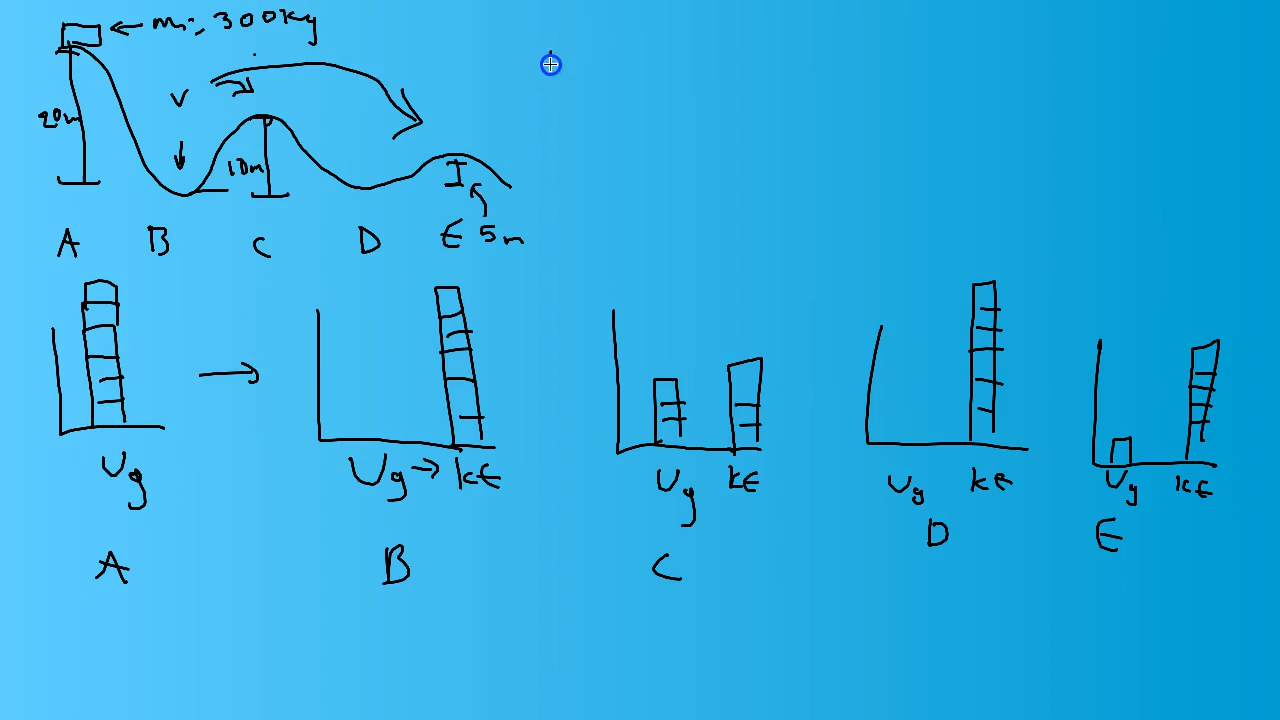 m; 300kg
20m
V
10m
A B C D E 5m
Ug
Ug → KE
Ug KE
Ug KE
Ug KE
A
B
C
D
E